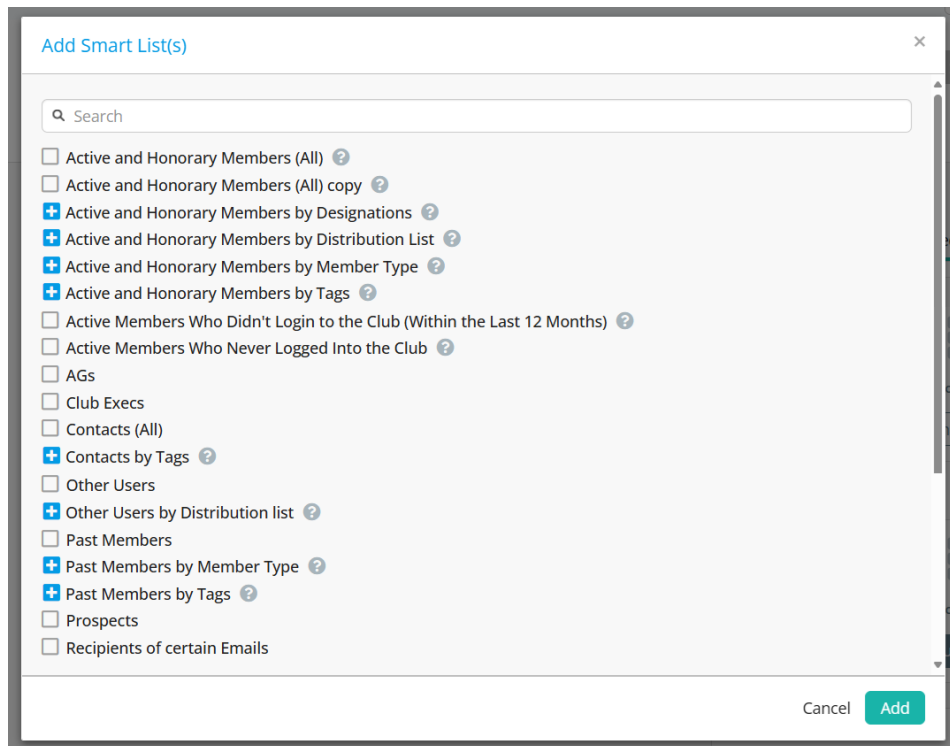 Add Smart List(s)
×
Search
Active and Honorary Members (All) ?
Active and Honorary Members (All) copy ?
Active and Honorary Members by Designations ?
Active and Honorary Members by Distribution List ?
Active and Honorary Members by Member Type ?
Active and Honorary Members by Tags ?
Active Members Who Didn't Login to the Club (Within the Last 12 Months) ?
Active Members Who Never Logged Into the Club ?
AGs
Club Execs
Contacts (All)
Contacts by Tags ?
Other Users
Other Users by Distribution list ?
Past Members
Past Members by Member Type ?
Past Members by Tags ?
Prospects
Recipients of certain Emails
Cancel Add